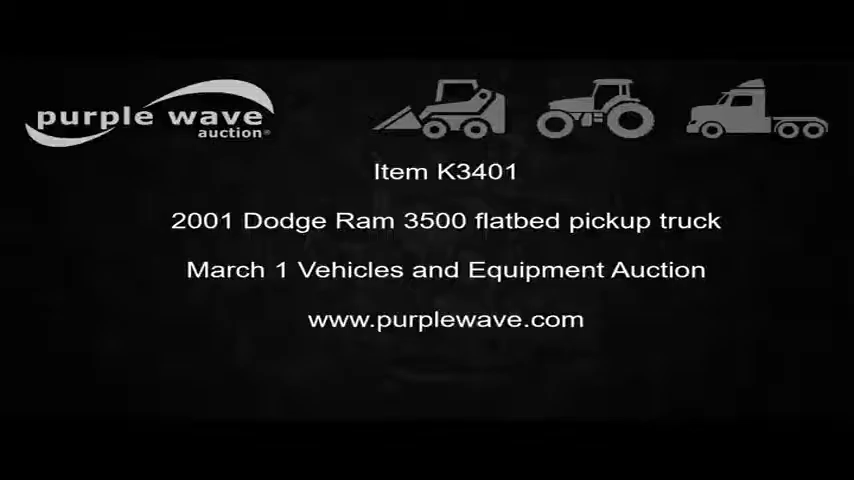 purple wave
auction®
Item K3401
2001 Dodge Ram 3500 flatbed pickup truck
March 1 Vehicles and Equipment Auction
www.purplewave.com